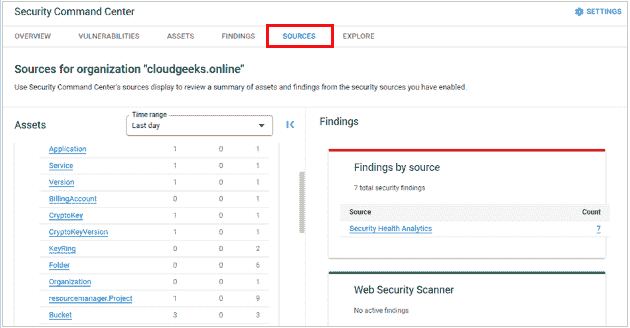 Security Command Center
SETTINGS
OVERVIEW VULNERABILITIES ASSETS FINDINGS SOURCES EXPLORE
Sources for organization "cloudgeeks.online"
Use Security Command Center's sources display to review a summary of assets and findings from the security sources you have enabled.
Assets
Time range
Last day
Application 1 0 1
Service 1 0 1
Version 1 0 1
BillingAccount 0 0 1
CryptoKey 1 0 1
CryptoKeyVersion 1 0 1
KeyRing 0 0 2
Folder 0 0 6
Organization 0 0 1
resourcemanager.Project 1 0 9
Bucket 3 0 3
Findings
Findings by source
7 total security findings
Source Count
Security Health Analytics 7
Web Security Scanner
No active findings